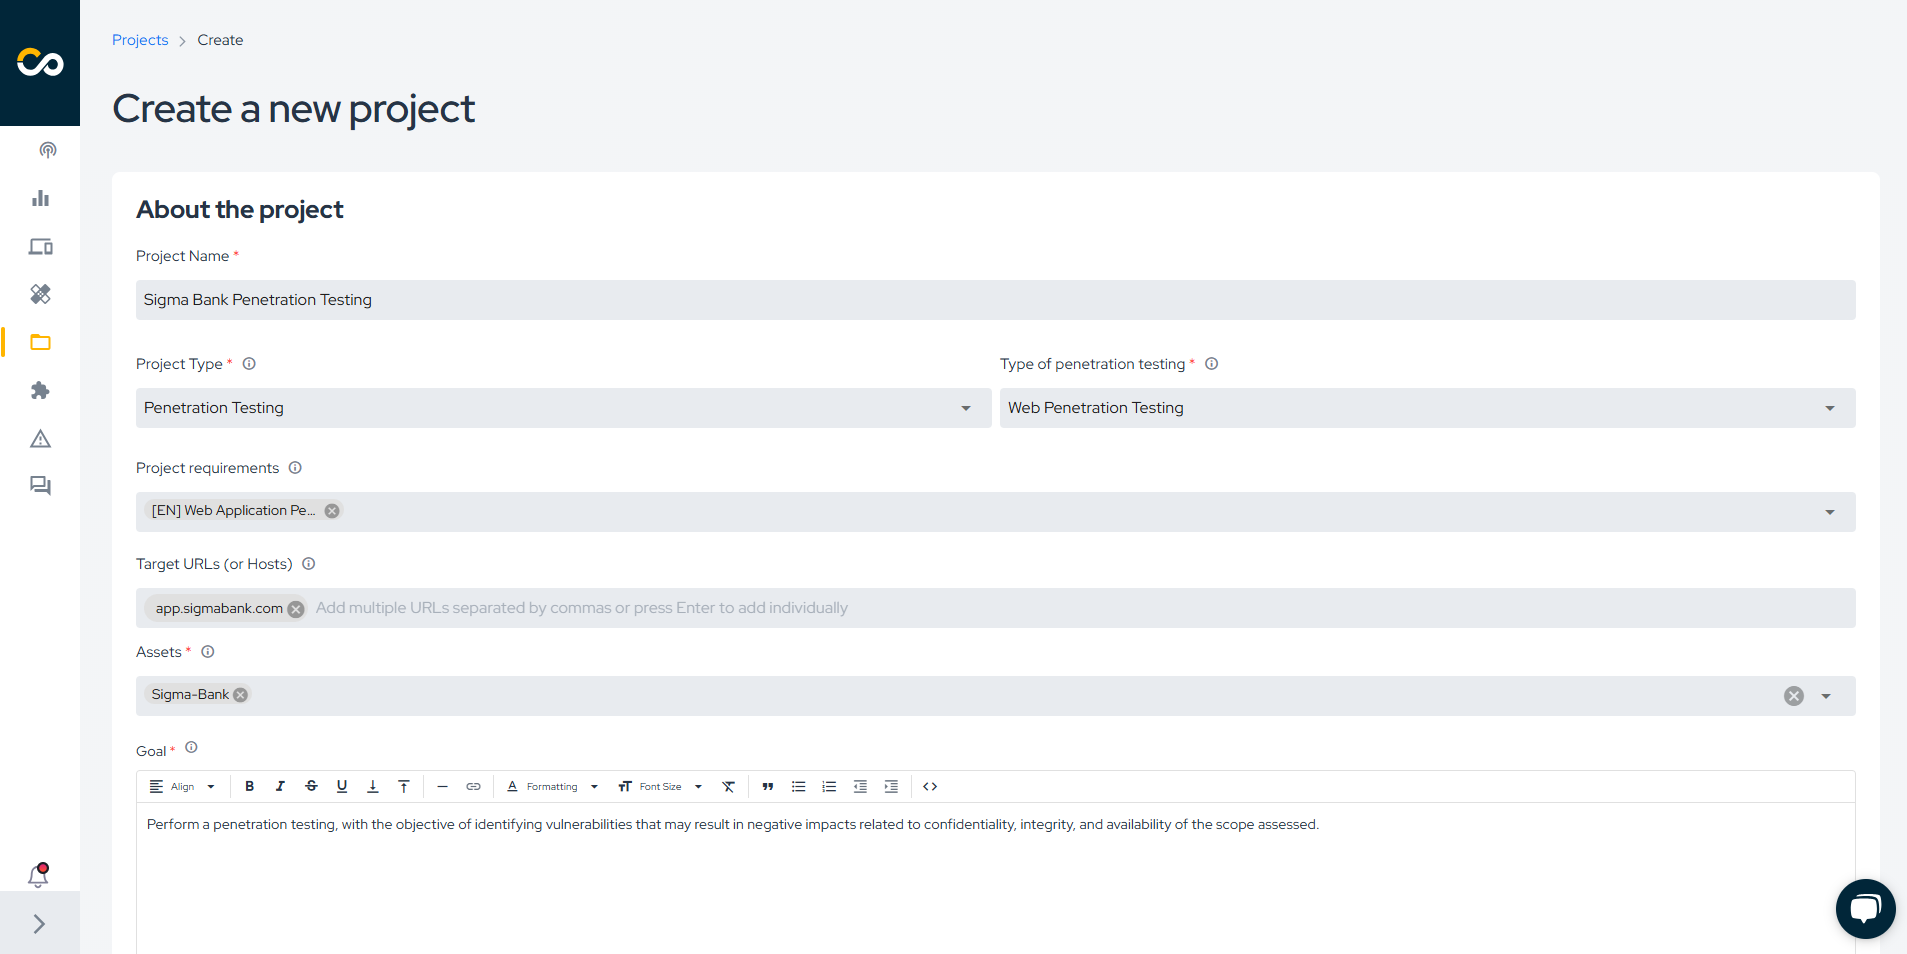 Projects > Create
Create a new project
About the project
Project Name *
Sigma Bank Penetration Testing
Project Type * Type of penetration testing *
Penetration Testing Web Penetration Testing
Project requirements
[EN] Web Application Pe...
Target URLs (or Hosts)
app.sigmabank.com Add multiple URLs separated by commas or press Enter to add individually
Assets *
Sigma-Bank
Goal *
Align B I S U A Formatting Font Size
Perform a penetration testing, with the objective of identifying vulnerabilities that may result in negative impacts related to confidentiality, integrity, and availability of the scope assessed.